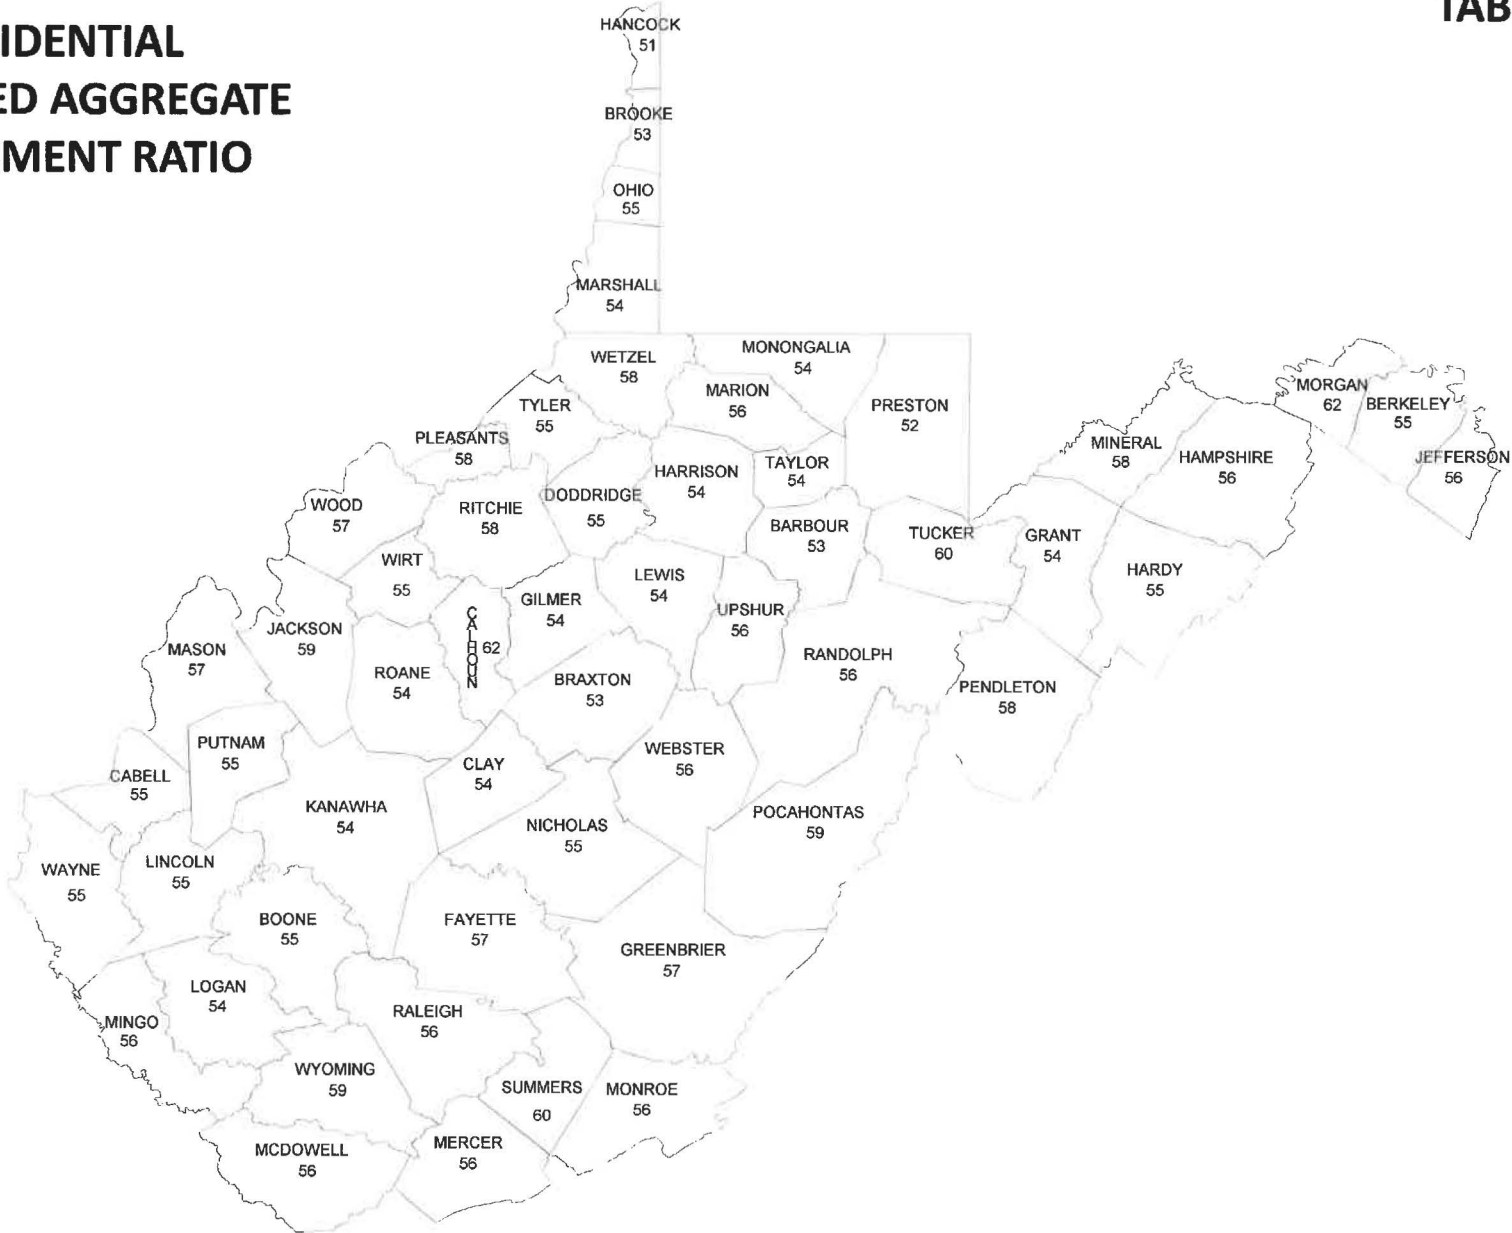 IDENTIAL
ED AGGREGATE
MENT RATIO
TAB
HANCOCK
51
BROOKE
53
OHIO
55
MARSHALL
54
WETZEL
58
MONONGALIA
54
MARION
56
PRESTON
52
TYLER
55
PLEASANTS
58
MORGAN
62
BERKELEY
55
JEFFERSON
56
MINERAL
58
HAMPSHIRE
56
WOOD
57
RITCHIE
58
DODDRIDGE
55
HARRISON
54
TAYLOR
54
BARBOUR
53
TUCKER
60
GRANT
54
HARDY
55
WIRT
55
CALHOUN
62
GILMER
54
LEWIS
54
UPSHUR
56
RANDOLPH
56
PENDLETON
58
MASON
57
JACKSON
59
ROANE
54
BRAXTON
53
WEBSTER
56
POCAHONTAS
59
PUTNAM
55
CABELL
55
KANAWHA
54
CLAY
54
NICHOLAS
55
WAYNE
55
LINCOLN
55
BOONE
55
FAYETTE
57
GREENBRIER
57
LOGAN
54
MINGO
56
RALEIGH
56
WYOMING
59
SUMMERS
60
MONROE
56
MCDOWELL
56
MERCER
56